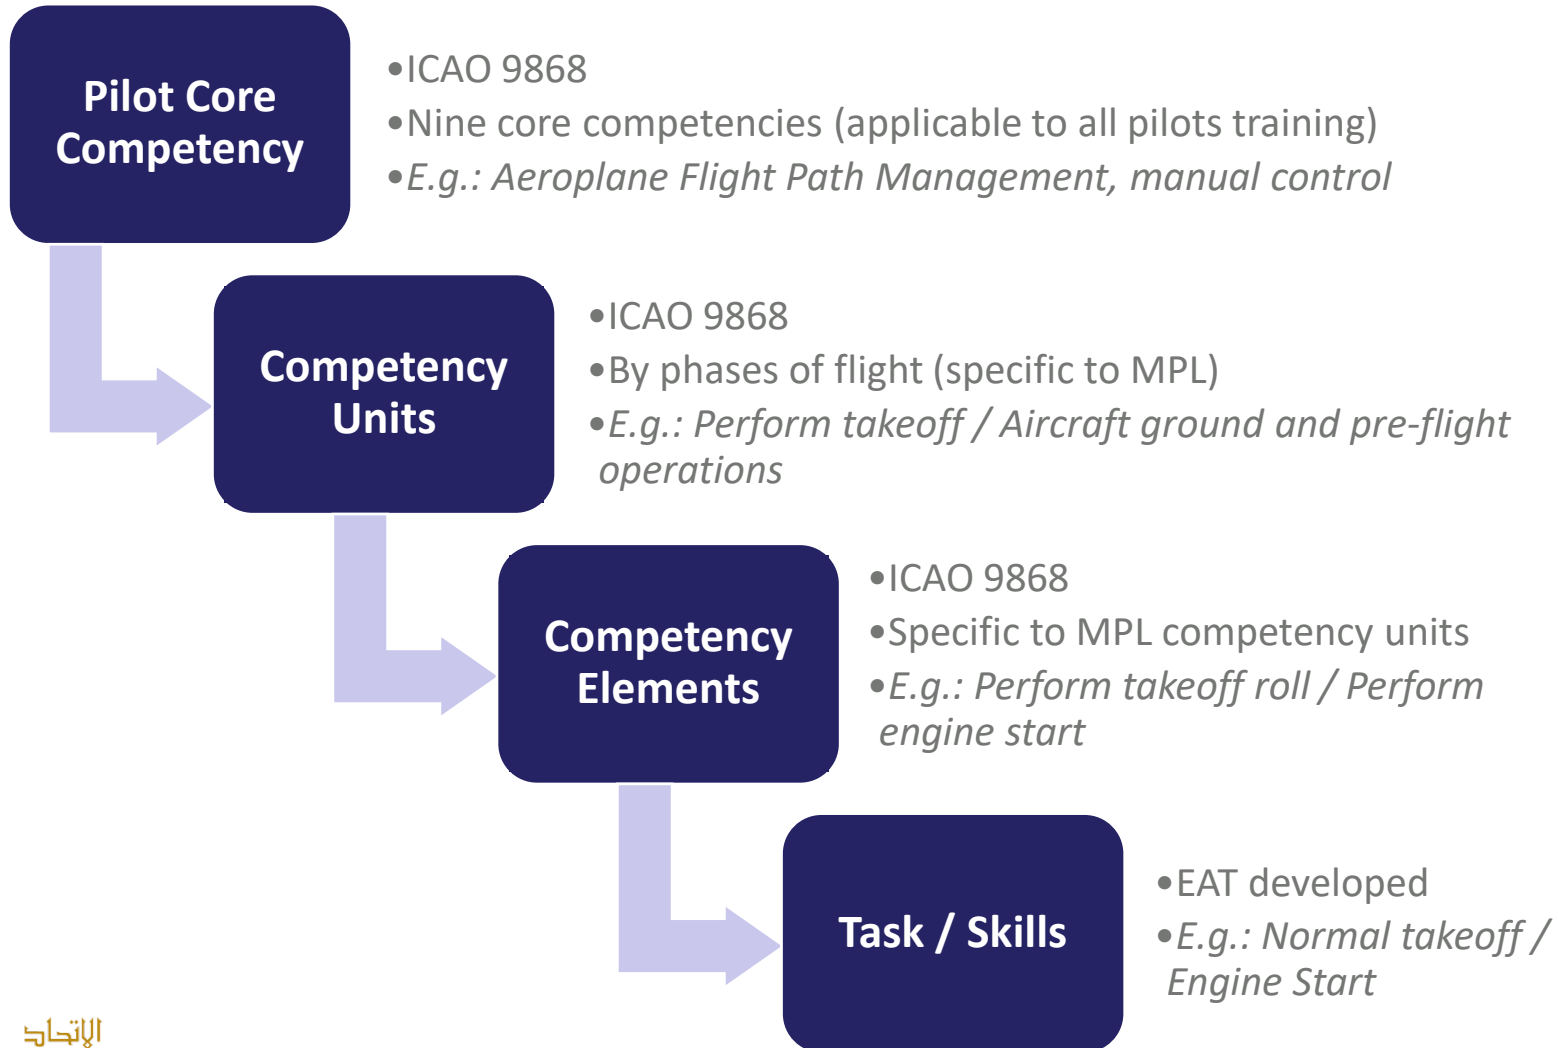 Pilot Core
Competency
•ICAO 9868
•Nine core competencies (applicable to all pilots training)
•E.g.: Aeroplane Flight Path Management, manual control
Competency
Units
•ICAO 9868
•By phases of flight (specific to MPL)
•E.g.: Perform takeoff / Aircraft ground and pre-flight
operations
Competency
Elements
•ICAO 9868
•Specific to MPL competency units
•E.g.: Perform takeoff roll / Perform
engine start
Task / Skills
•EAT developed
•E.g.: Normal takeoff /
Engine Start
الإتحاد